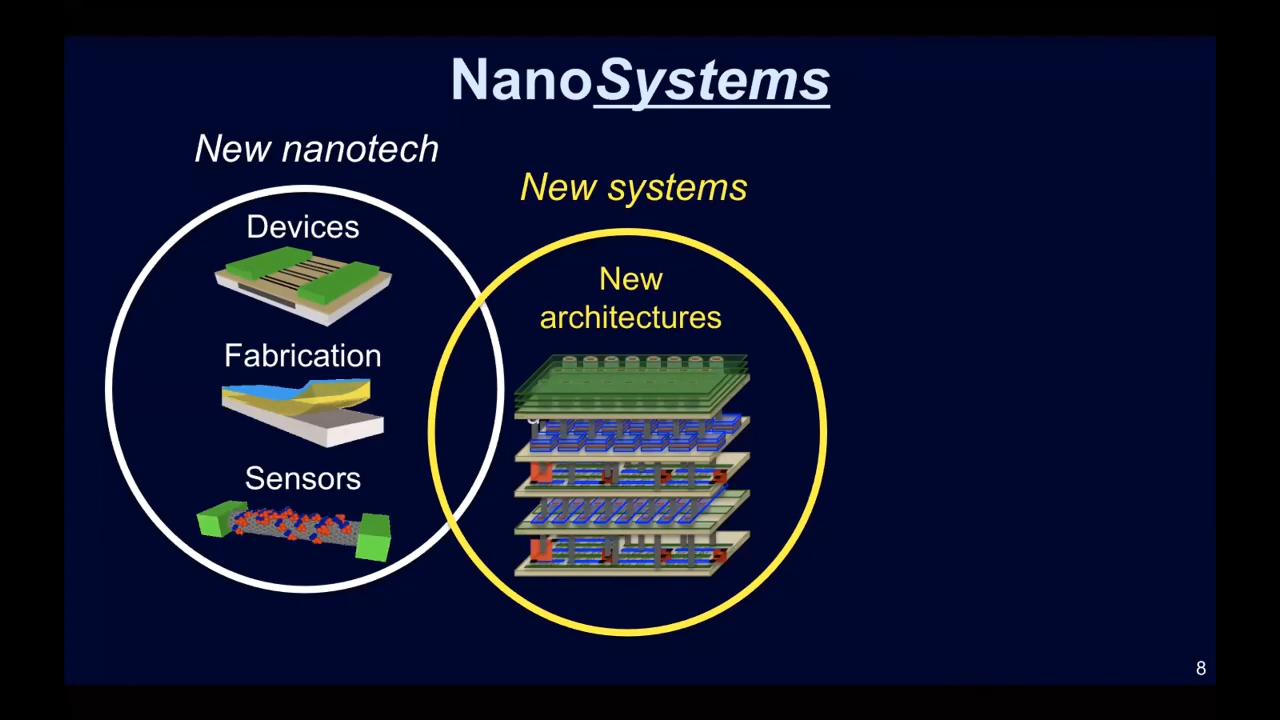 NanoSystems
New nanotech
New systems
Devices
Fabrication
Sensors
New
architectures
8